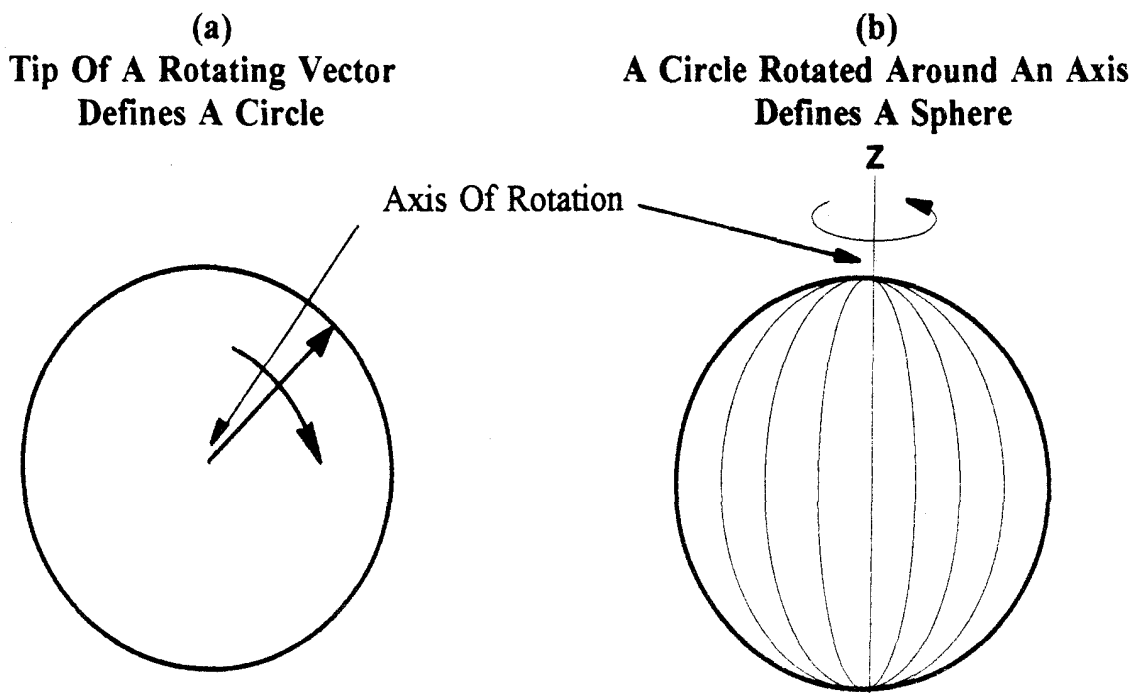 (a)
Tip Of A Rotating Vector
Defines A Circle
(b)
A Circle Rotated Around An Axis
Defines A Sphere
Z
Axis Of Rotation